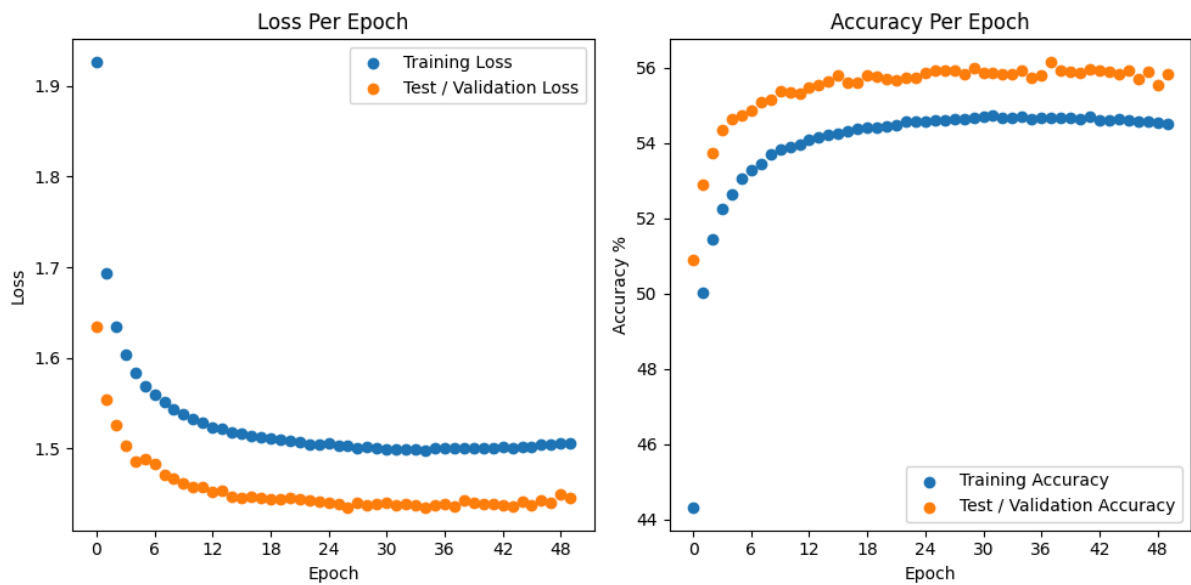 Loss Per Epoch
Training Loss
Test / Validation Loss
1.9
1.8
1.7
1.6
1.5
Loss
0 6 12 18 24 30 36 42 48
Epoch
Accuracy Per Epoch
56
54
52
50
48
46
44
Accuracy %
Training Accuracy
Test / Validation Accuracy
0 6 12 18 24 30 36 42 48
Epoch